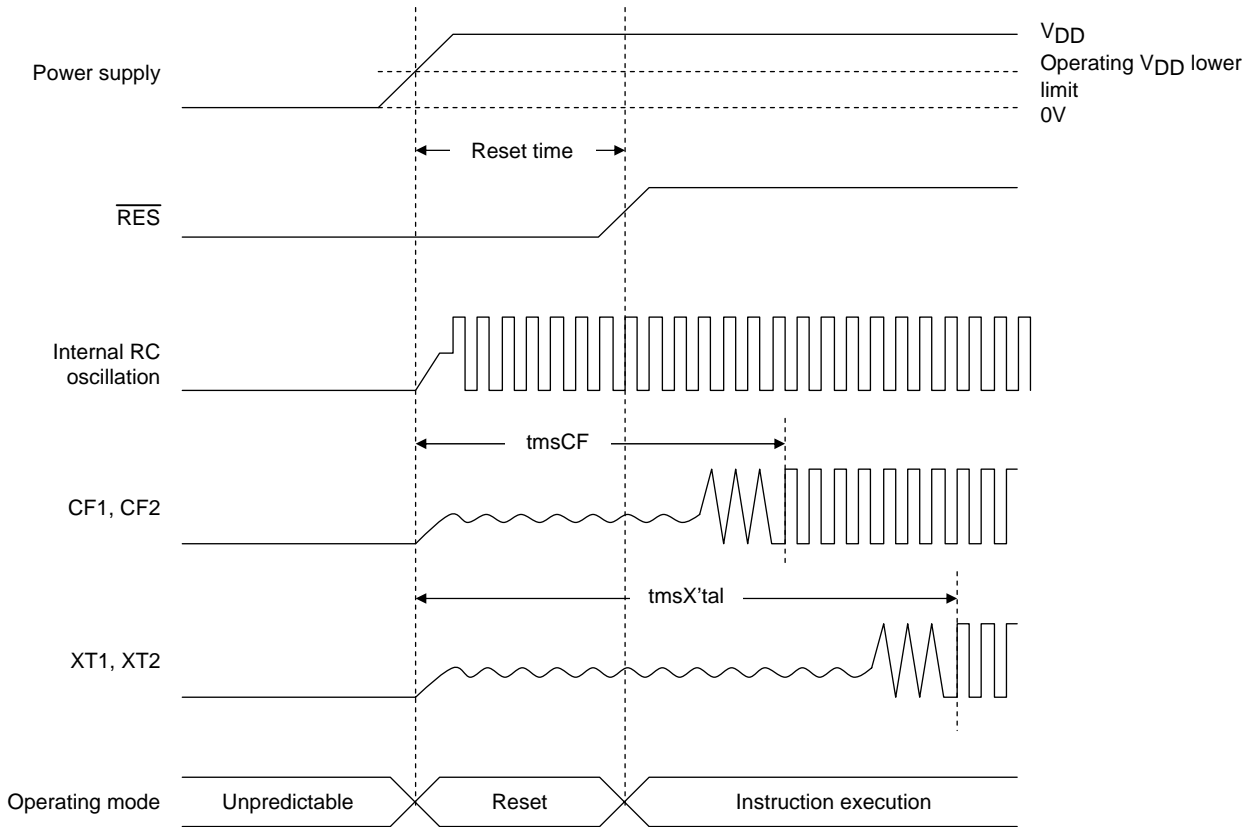 VDD
Power supply
Operating VDD lower
limit
0V
Reset time
RES
Internal RC
oscillation
tmsCF
CF1, CF2
tmsX'tal
XT1, XT2
Operating mode
Unpredictable
Reset
Instruction execution